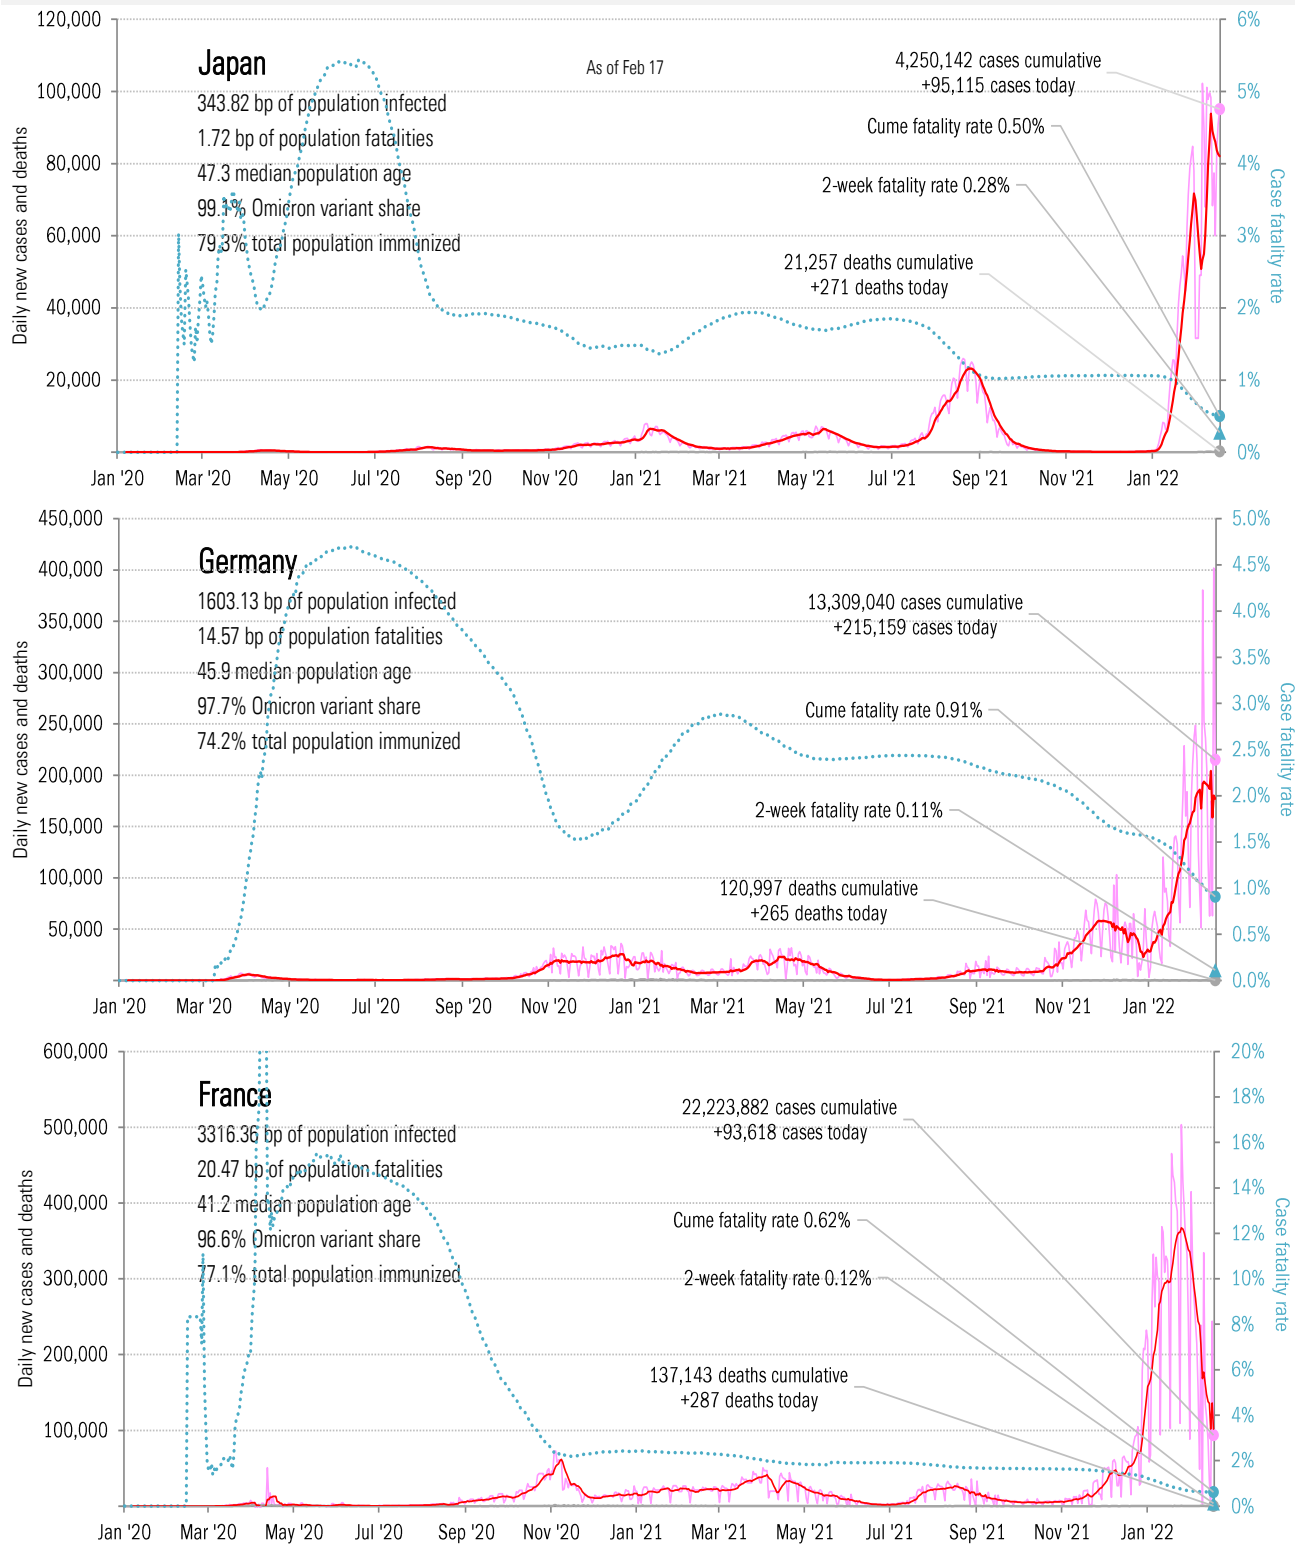 120,000
100,000
80,000
60,000
40,000
20,000
Daily new cases and deaths
Japan
343.82 bp of population infected
1.72 bp of population fatalities
47.3 median population age
99.1% Omicron variant share
79.3% total population immunized
As of Feb 17
4,250,142 cases cumulative
+95,115 cases today
Cume fatality rate 0.50%
2-week fatality rate 0.28%
21,257 deaths cumulative
+271 deaths today
6%
5%
4%
3%
2%
1%
0%
Case fatality rate
Jan '20 Mar '20 May '20 Jul '20 Sep '20 Nov '20 Jan '21 Mar '21 May '21 Jul '21 Sep '21 Nov '21 Jan '22
450,000
400,000
350,000
300,000
250,000
200,000
150,000
100,000
50,000
Daily new cases and deaths
Germany
1603.13 bp of population infected
14.57 bp of population fatalities
45.9 median population age
97.7% Omicron variant share
74.2% total population immunized
13,309,040 cases cumulative
+215,159 cases today
Cume fatality rate 0.91%
2-week fatality rate 0.11%
120,997 deaths cumulative
+265 deaths today
5.0%
4.5%
4.0%
3.5%
3.0%
2.5%
2.0%
1.5%
1.0%
0.5%
0.0%
Case fatality rate
Jan '20 Mar '20 May '20 Jul '20 Sep '20 Nov '20 Jan '21 Mar '21 May '21 Jul '21 Sep '21 Nov '21 Jan '22
600,000
500,000
400,000
300,000
200,000
100,000
Daily new cases and deaths
France
3316.36 bp of population infected
20.47 bp of population fatalities
41.2 median population age
96.6% Omicron variant share
77.1% total population immunized
22,223,882 cases cumulative
+93,618 cases today
Cume fatality rate 0.62%
2-week fatality rate 0.12%
137,143 deaths cumulative
+287 deaths today
20%
18%
16%
14%
12%
10%
8%
6%
4%
2%
0%
Case fatality rate
Jan '20 Mar '20 May '20 Jul '20 Sep '20 Nov '20 Jan '21 Mar '21 May '21 Jul '21 Sep '21 Nov '21 Jan '22